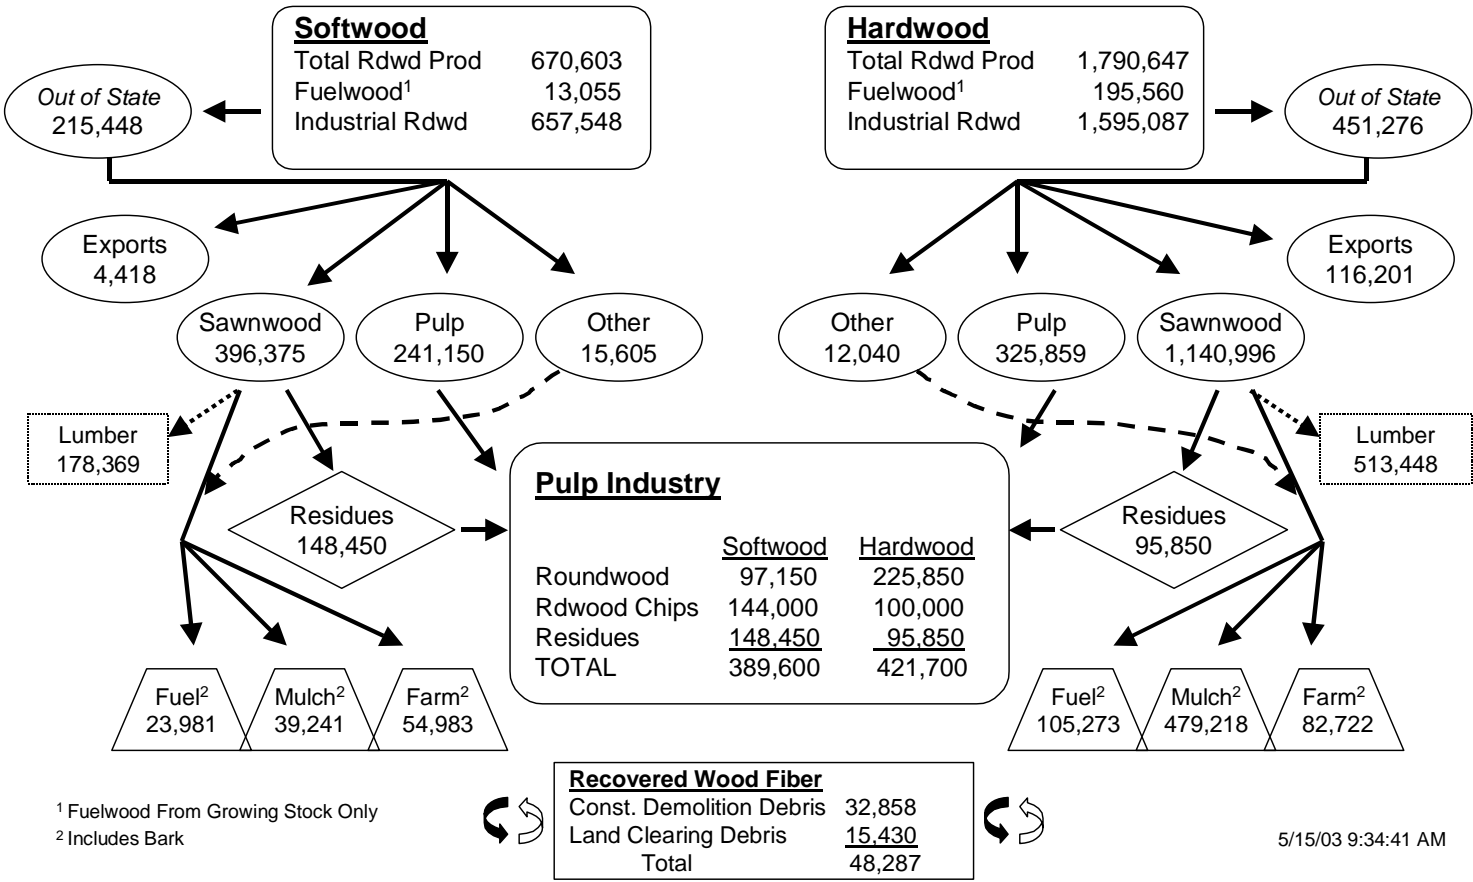 Softwood
Total Rdwd Prod 670,603
Fuelwood1 13,055
Industrial Rdwd 657,548
Hardwood
Total Rdwd Prod 1,790,647
Fuelwood1 195,560
Industrial Rdwd 1,595,087
Out of State
215,448
Out of State
451,276
Exports
4,418
Exports
116,201
Sawnwood
396,375
Pulp
241,150
Other
15,605
Other
12,040
Pulp
325,859
Sawnwood
1,140,996
Lumber
178,369
Lumber
513,448
Residues
148,450
Pulp Industry
Softwood Hardwood
Roundwood 97,150 225,850
Rdwood Chips 144,000 100,000
Residues 148,450 95,850
TOTAL 389,600 421,700
Residues
95,850
Fuel2
23,981
Mulch2
39,241
Farm2
54,983
Fuel2
105,273
Mulch2
479,218
Farm2
82,722
Recovered Wood Fiber
Const. Demolition Debris 32,858
Land Clearing Debris 15,430
Total 48,287
1 Fuelwood From Growing Stock Only
2 Includes Bark
5/15/03 9:34:41 AM